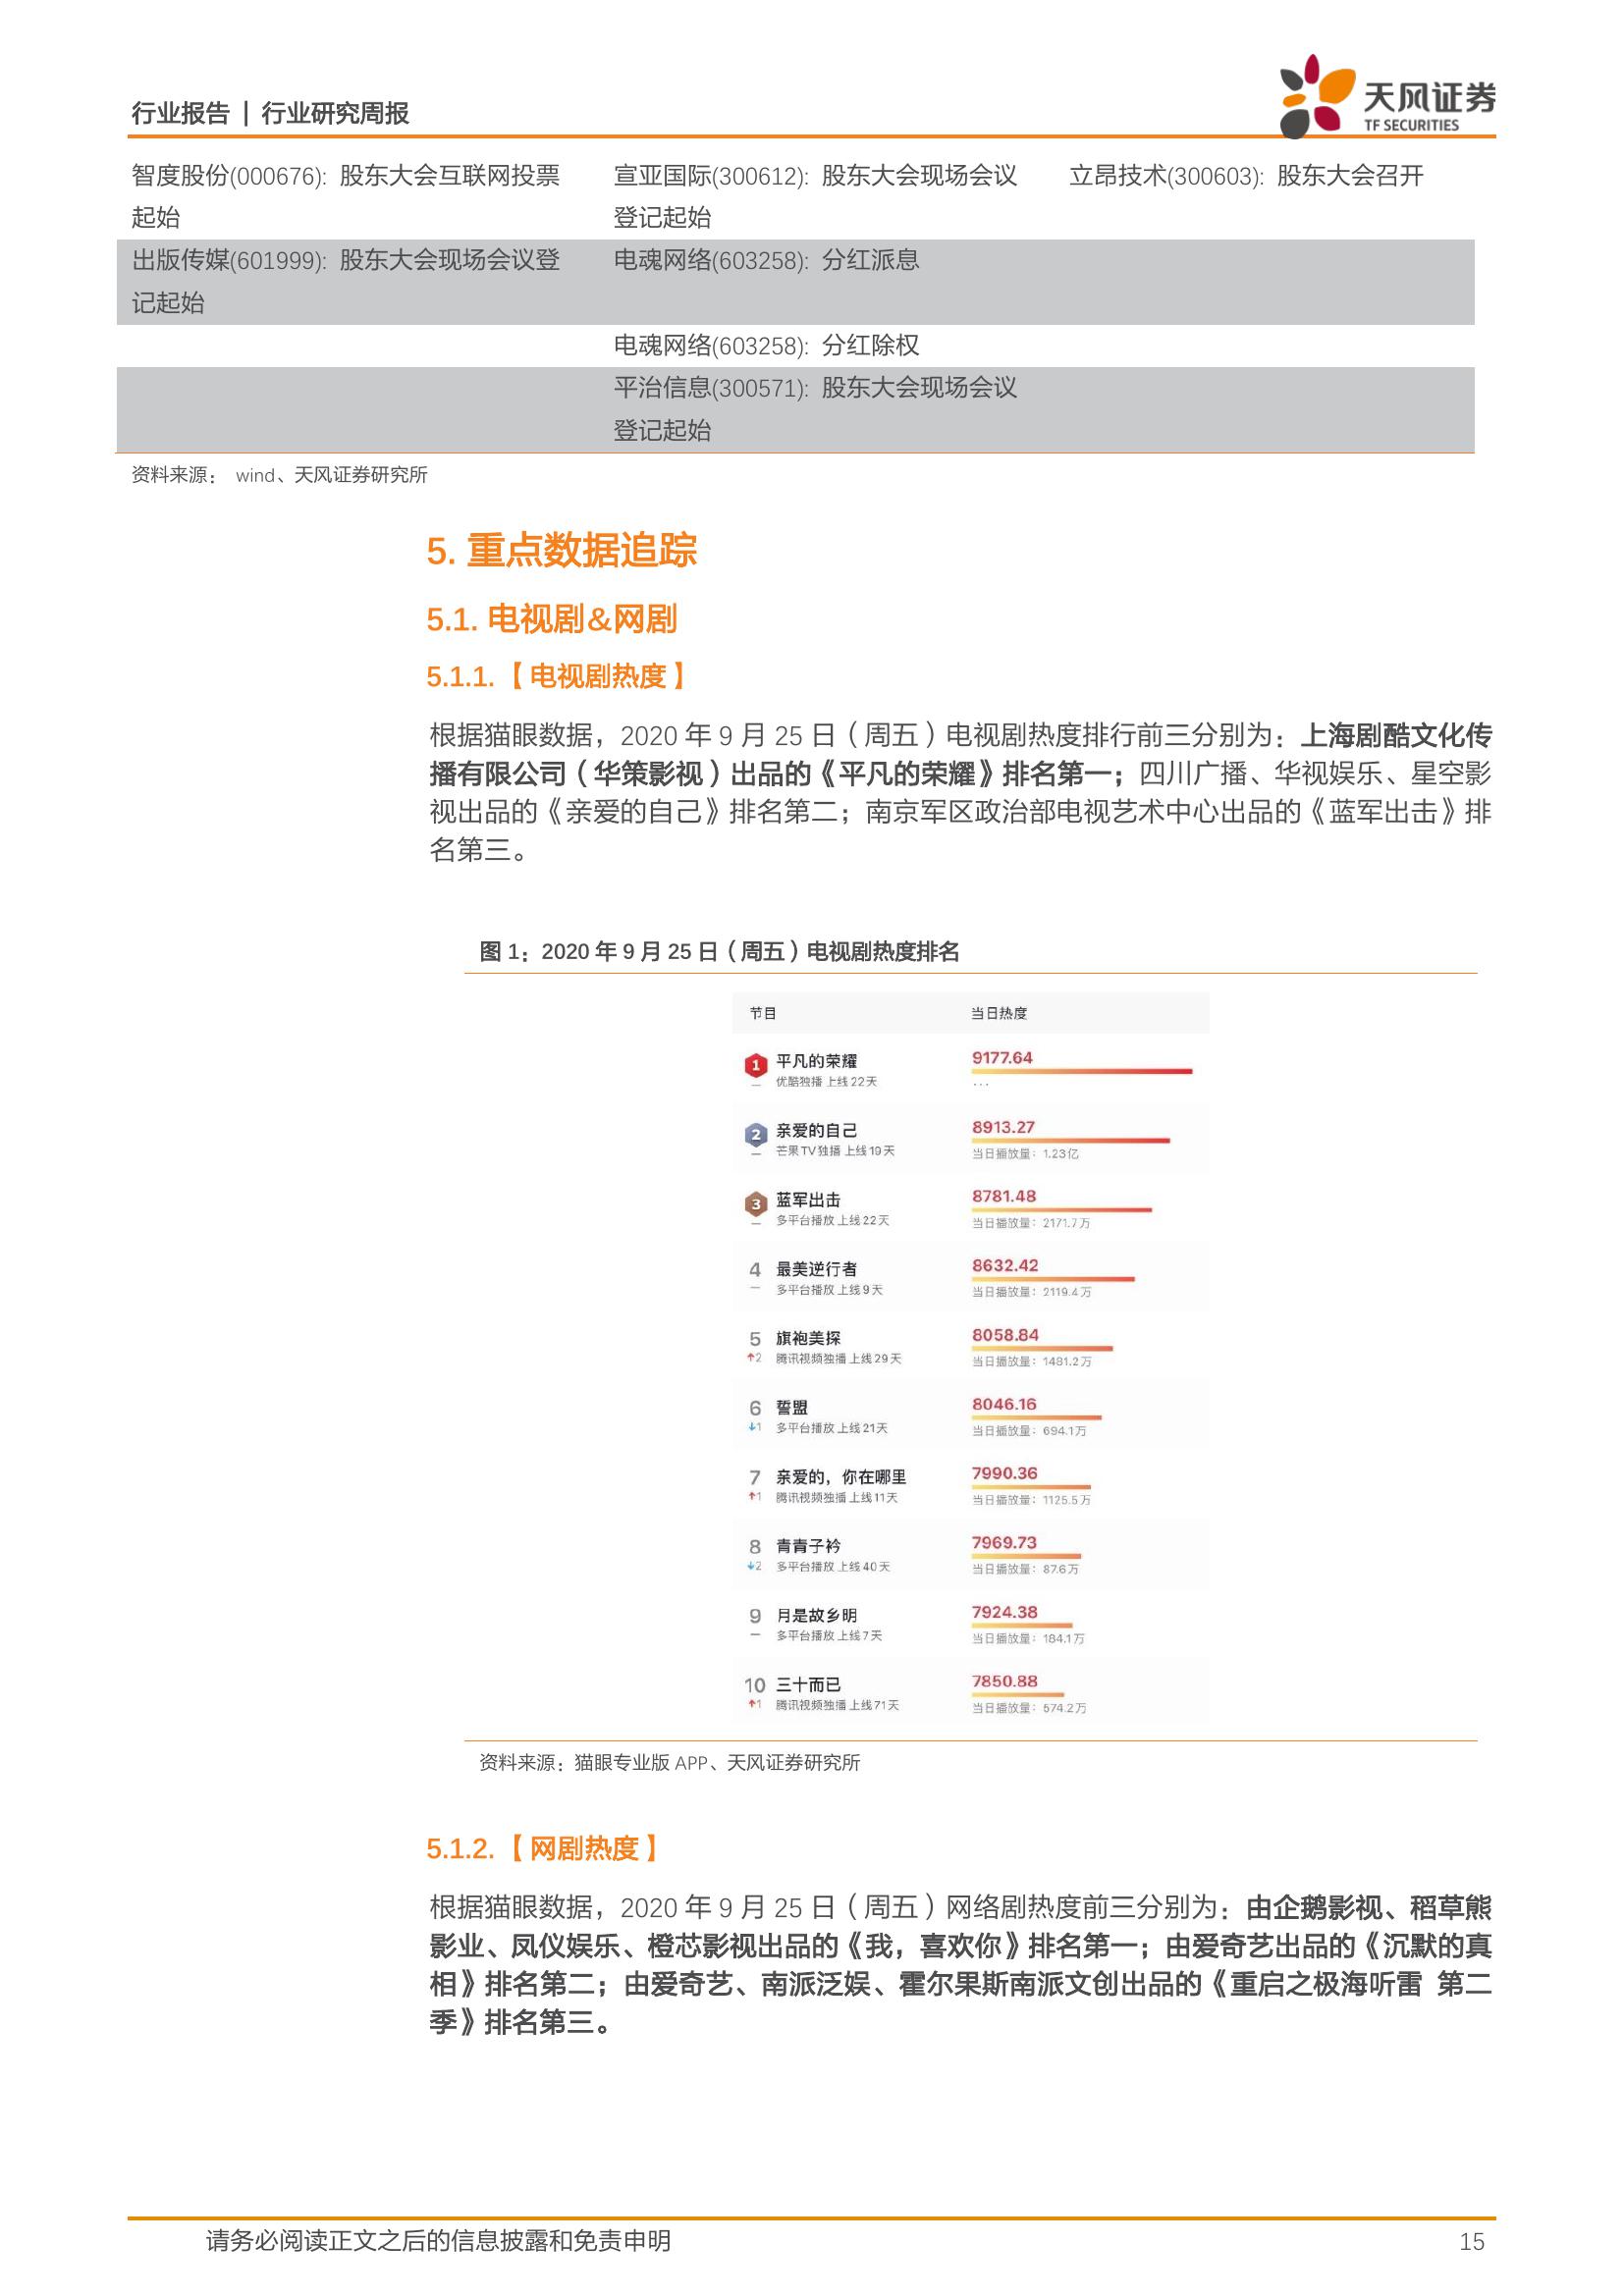 行业报告 | 行业研究周报
天风证券
TF SECURITIES
智度股份(000676): 股东大会互联网投票
起始
宣亚国际(300612): 股东大会现场会议
登记起始
立昂技术(300603): 股东大会召开
出版传媒(601999): 股东大会现场会议登
记起始
电魂网络(603258): 分红派息
电魂网络(603258): 分红除权
平治信息(300571): 股东大会现场会议
登记起始
资料来源: wind、天风证券研究所
5. 重点数据追踪
5.1. 电视剧&网剧
5.1.1.【电视剧热度】
根据猫眼数据，2020 年 9 月 25 日（周五）电视剧热度排行前三分别为：上海剧酷文化传
播有限公司（华策影视）出品的《平凡的荣耀》排名第一；四川广播、华视娱乐、星空影
视出品的《亲爱的自己》排名第二；南京军区政治部电视艺术中心出品的《蓝军出击》排
名第三。
图 1：2020 年 9 月 25 日（周五）电视剧热度排名
节目 当日热度
1 平凡的荣耀 9177.64
— 优酷独播 上线22天 ...
2 亲爱的自己 8913.27
— 芒果TV独播 上线19天 当日播放量：1.23亿
3 蓝军出击 8781.48
— 多平台播放 上线22天 当日播放量：2171.7万
4 最美逆行者 8632.42
— 多平台播放 上线9天 当日播放量：2119.4万
5 旗袍美探 8058.84
↑2 腾讯视频独播 上线29天 当日播放量：1481.2万
6 誓盟 8046.16
↓1 多平台播放 上线21天 当日播放量：694.1万
7 亲爱的，你在哪里 7990.36
↑1 腾讯视频独播 上线11天 当日播放量：1125.5万
8 青青子衿 7969.73
↓2 多平台播放 上线40天 当日播放量：87.6万
9 月是故乡明 7924.38
— 多平台播放 上线7天 当日播放量：184.1万
10 三十而已 7850.88
↑1 腾讯视频独播 上线71天 当日播放量：574.2万
资料来源：猫眼专业版 APP、天风证券研究所
5.1.2.【网剧热度】
根据猫眼数据，2020 年 9 月 25 日（周五）网络剧热度前三分别为：由企鹅影视、稻草熊
影业、凤仪娱乐、橙芯影视出品的《我，喜欢你》排名第一；由爱奇艺出品的《沉默的真
相》排名第二；由爱奇艺、南派泛娱、霍尔果斯南派文创出品的《重启之极海听雷 第二
季》排名第三。
请务必阅读正文之后的信息披露和免责申明 15